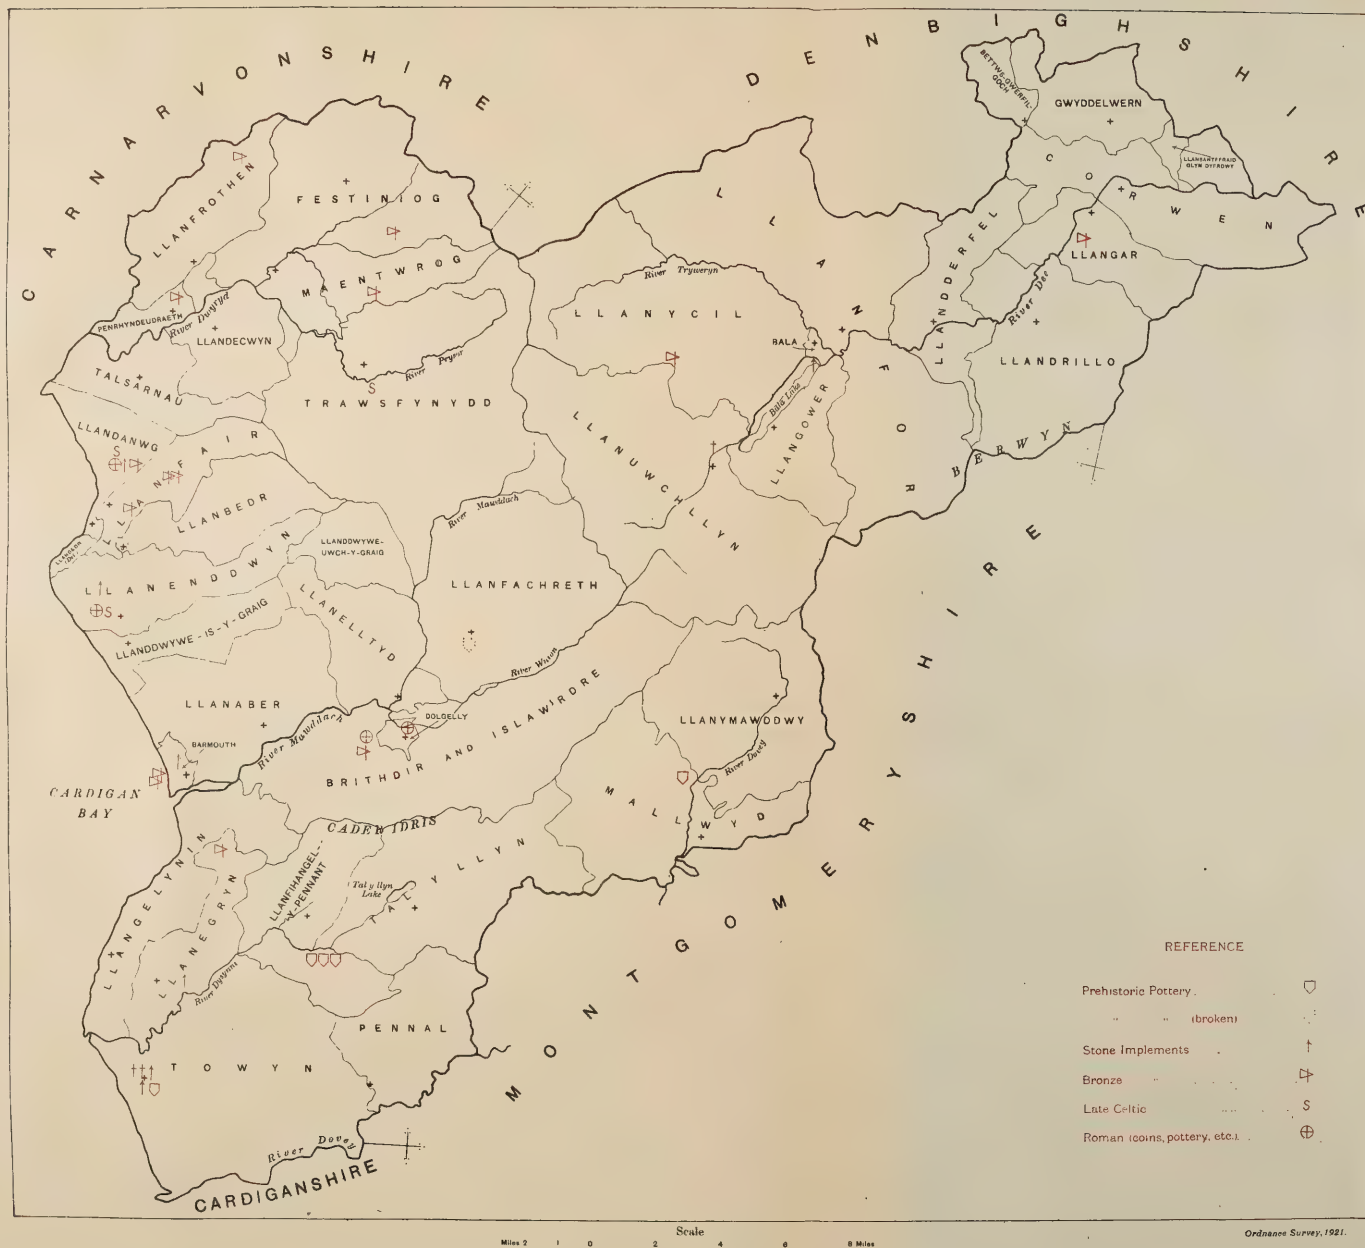 CARNARVONSHIRE
DENBIGHSHIRE
BETTWS-GWERFIL-
GOCH
GWYDDELWERN
LLANSANTFFRAID
GLYN DYFRDWY
CORWEN
LLANFROTHEN
FESTINIOG
MAENTWROG
LLANFOR
LLANDDERFEL
LLANGAR
River Dee
PENRHYNDEUDRAETH
River Dwyryd
LLANDECWYN
River Tryweryn
LLANYCIL
BALA
Bala Lake
LLANDRILLO
TALSARNAU
River Prysor
TRAWSFYNYDD
LLANGOWER
BERWYN
LLANDANWG
S
S
LLANFAIR
LLANUWCHLLYN
LLANBEDR
River Mawddach
LLANDDWYWE-
UWCH-Y-GRAIG
LLANENDDWYN
S
LLANFACHRETH
LLANELLTYD
LLANDDWYWE-IS-Y-GRAIG
River Wnion
LLANABER
DOLGELLY
BARMOUTH
River Mawddach
BRITHDIR AND ISLAWRDRE
LLANYMAWDDWY
River Dovey
CARDIGAN
BAY
MALLWYD
CADER IDRIS
MONTGOMERYSHIRE
LLANGELYNIN
LLANEGRYN
LLANFIHANGEL-
Y-PENNANT
Tal y llyn
Lake
TALYLLYN
River Dysynni
PENNAL
TOWYN
River Dovey
CARDIGANSHIRE
REFERENCE
Prehistoric Pottery
" " (broken)
Stone Implements
Bronze "
Late Celtic S
Roman (coins, pottery, etc.)
Scale
Miles 2 1 0 2 4 6 8 Miles
Ordnance Survey, 1921.